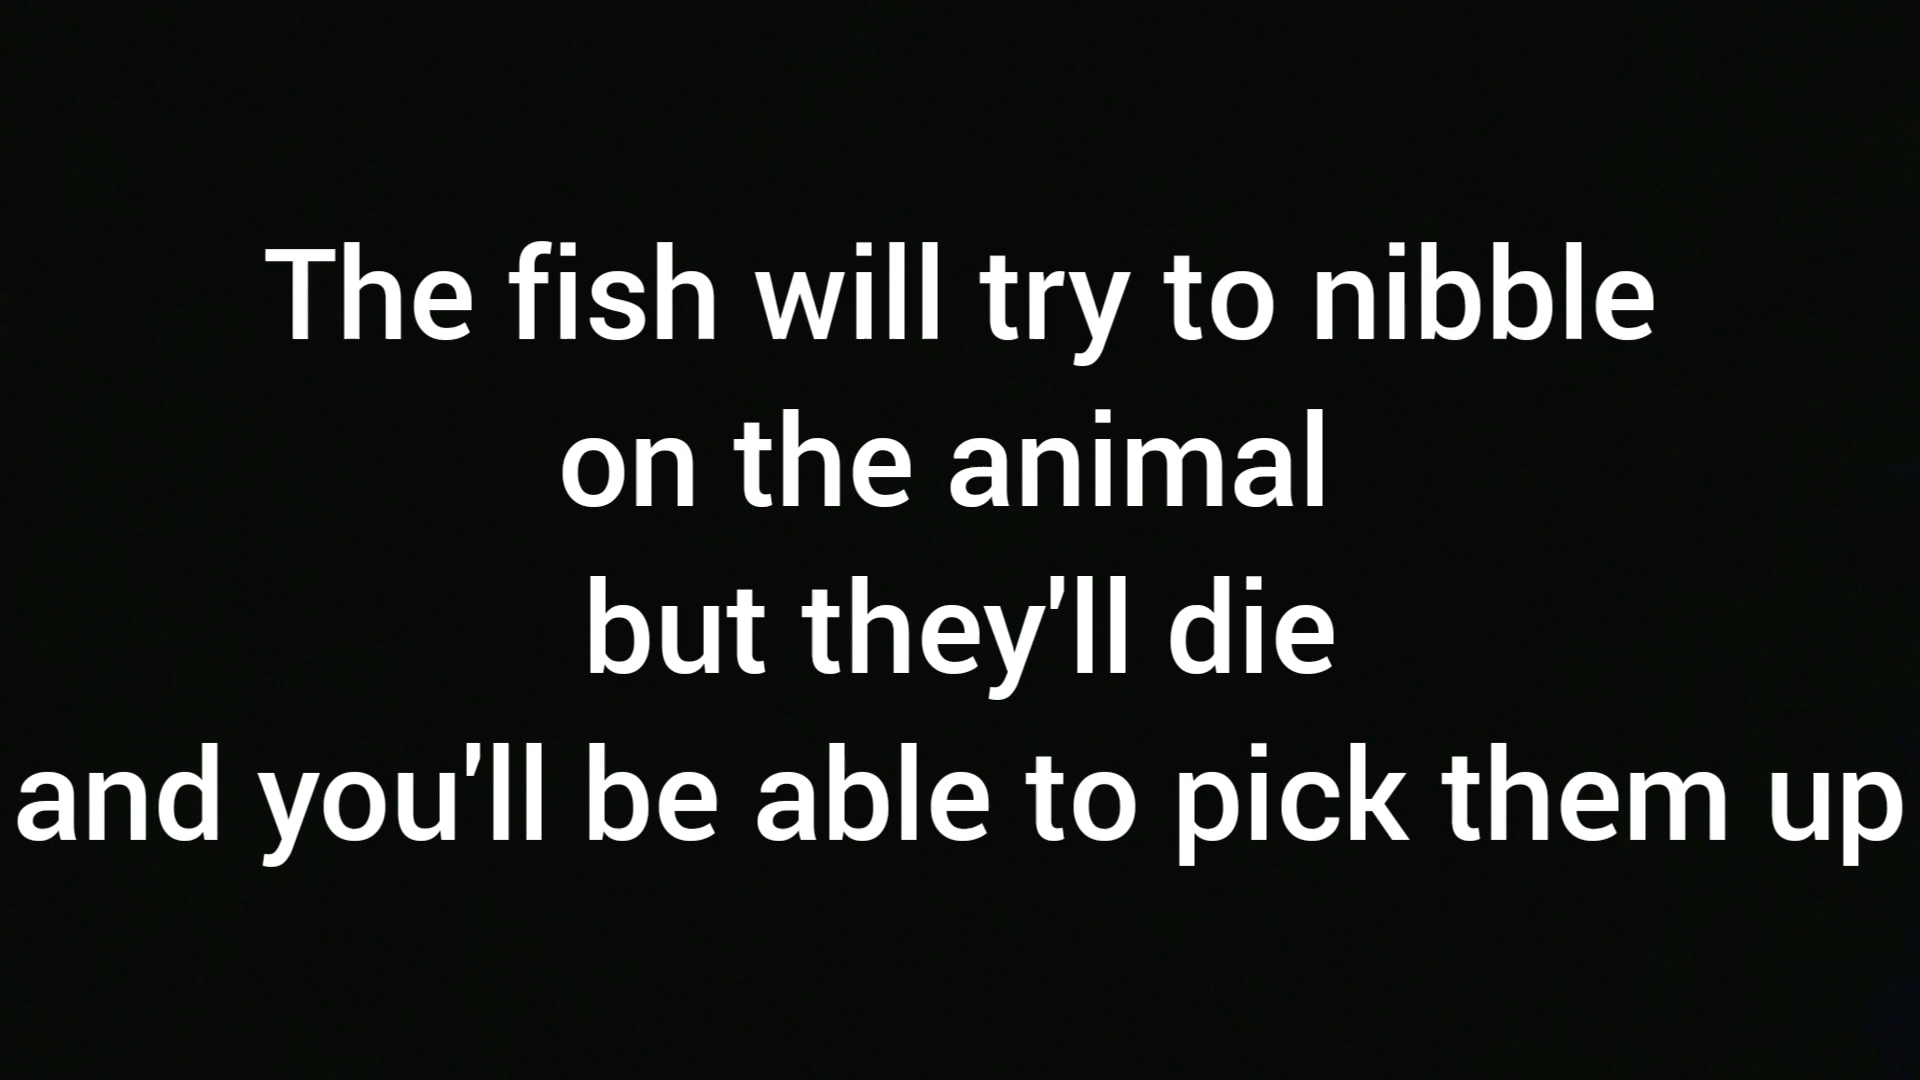 The fish will try to nibble
on the animal
but they'll die
and you'll be able to pick them up